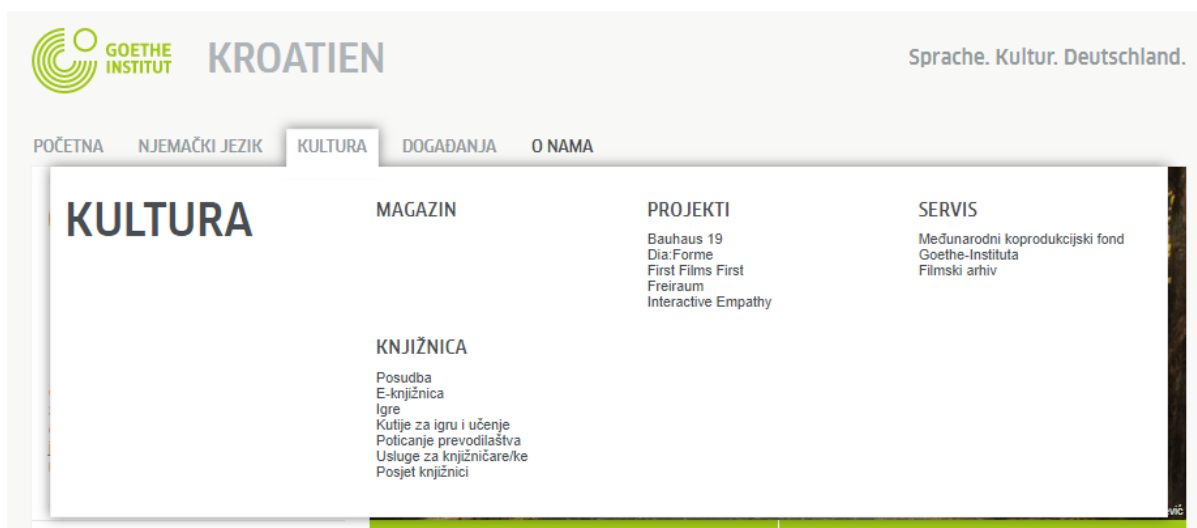 GOETHE
INSTITUT
KROATIEN
Sprache. Kultur. Deutschland.
POČETNA
NJEMAČKI JEZIK
KULTURA
DOGAĐANJA
O NAMA
KULTURA
MAGAZIN
PROJEKTI
Bauhaus 19
Dia:Forme
First Films First
Freiraum
Interactive Empathy
SERVIS
Međunarodni koprodukcijski fond
Goethe-Instituta
Filmski arhiv
KNJIŽNICA
Posudba
E-knjižnica
Igre
Kutije za igru i učenje
Poticanje prevodilaštva
Usluge za knjižničare/ke
Posjet knjižnici